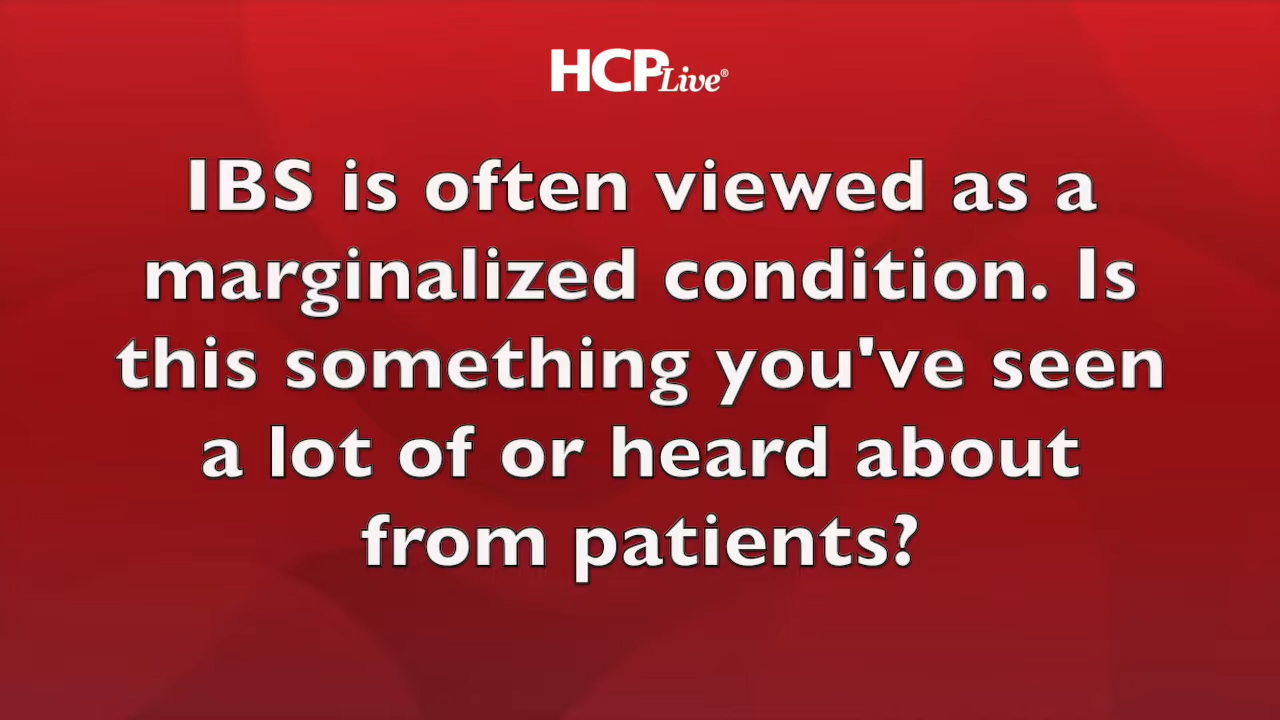 HCPLive®
IBS is often viewed as a
marginalized condition. Is
this something you've seen
a lot of or heard about
from patients?